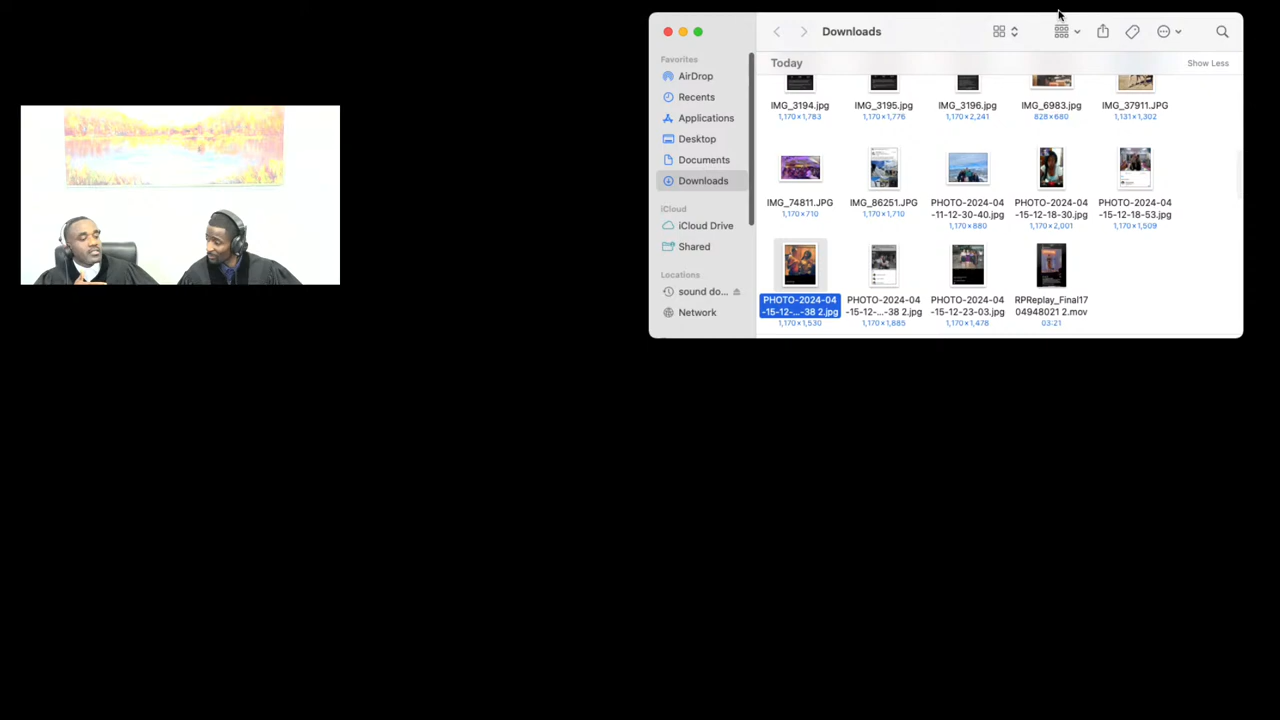 Downloads
Favorites
AirDrop
Recents
Applications
Desktop
Documents
Downloads
iCloud
iCloud Drive
Shared
Locations
sound do...
Network
Today
Show Less
IMG_3194.jpg
1,170×1,783
IMG_3195.jpg
1,170×1,776
IMG_3196.jpg
1,170×2,241
IMG_6983.jpg
828×680
IMG_37911.JPG
1,131×1,302
IMG_74811.JPG
1,170×710
IMG_86251.JPG
1,170×1,710
PHOTO-2024-04
-11-12-30-40.jpg
1,170×880
PHOTO-2024-04
-15-12-18-30.jpg
1,170×2,001
PHOTO-2024-04
-15-12-18-53.jpg
1,170×1,509
PHOTO-2024-04
-15-12-...-38 2.jpg
1,170×1,530
PHOTO-2024-04
-15-12-...-38 2.jpg
1,170×1,885
PHOTO-2024-04
-15-12-23-03.jpg
1,170×1,478
RPReplay_Final17
04948021 2.mov
03:21